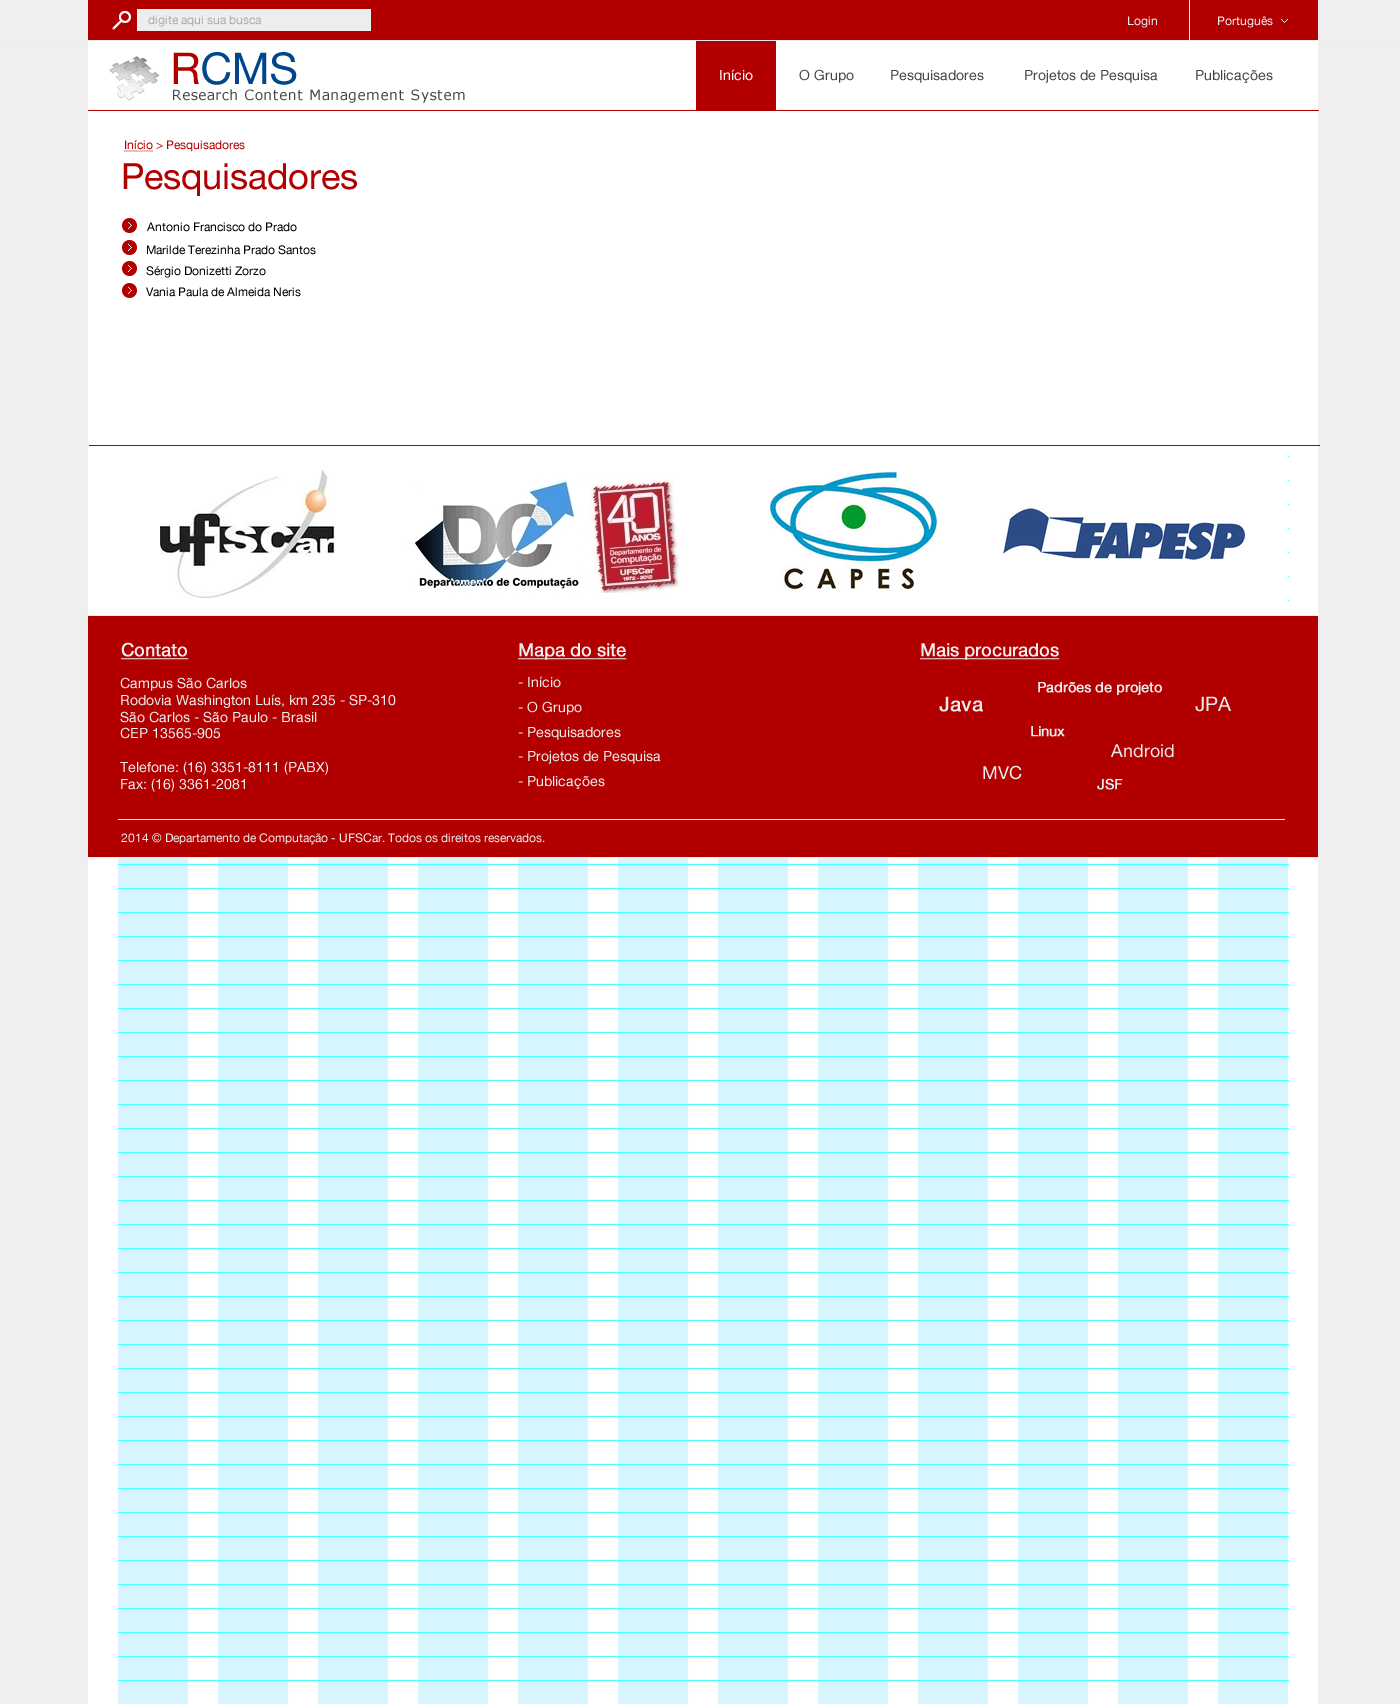 digite aqui sua busca
Login
Português
RCMS
Research Content Management System
Início
O Grupo
Pesquisadores
Projetos de Pesquisa
Publicações
Início > Pesquisadores
Pesquisadores
Antonio Francisco do Prado
Marilde Terezinha Prado Santos
Sérgio Donizetti Zorzo
Vania Paula de Almeida Neris
ufscar
DC
Departamento de Computação
40
ANOS
Departamento de
Computação
UFSCar
1972 - 2012
CAPES
FAPESP
Contato
Campus São Carlos
Rodovia Washington Luís, km 235 - SP-310
São Carlos - São Paulo - Brasil
CEP 13565-905
Telefone: (16) 3351-8111 (PABX)
Fax: (16) 3361-2081
Mapa do site
- Início
- O Grupo
- Pesquisadores
- Projetos de Pesquisa
- Publicações
Mais procurados
Padrões de projeto
Java
JPA
Linux
Android
MVC
JSF
2014 © Departamento de Computação - UFSCar. Todos os direitos reservados.